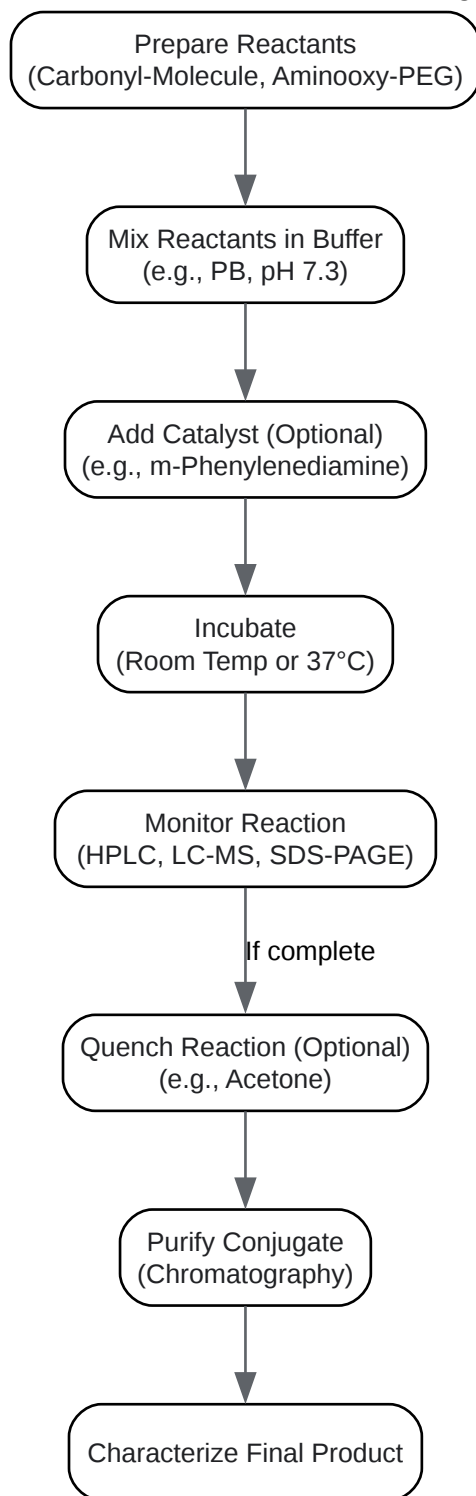 Prepare Reactants
(Carbonyl-Molecule, Aminooxy-PEG)
Mix Reactants in Buffer
(e.g., PB, pH 7.3)
Add Catalyst (Optional)
(e.g., m-Phenylenediamine)
Incubate
(Room Temp or 37°C)
Monitor Reaction
(HPLC, LC-MS, SDS-PAGE)
If complete
Quench Reaction (Optional)
(e.g., Acetone)
Purify Conjugate
(Chromatography)
Characterize Final Product